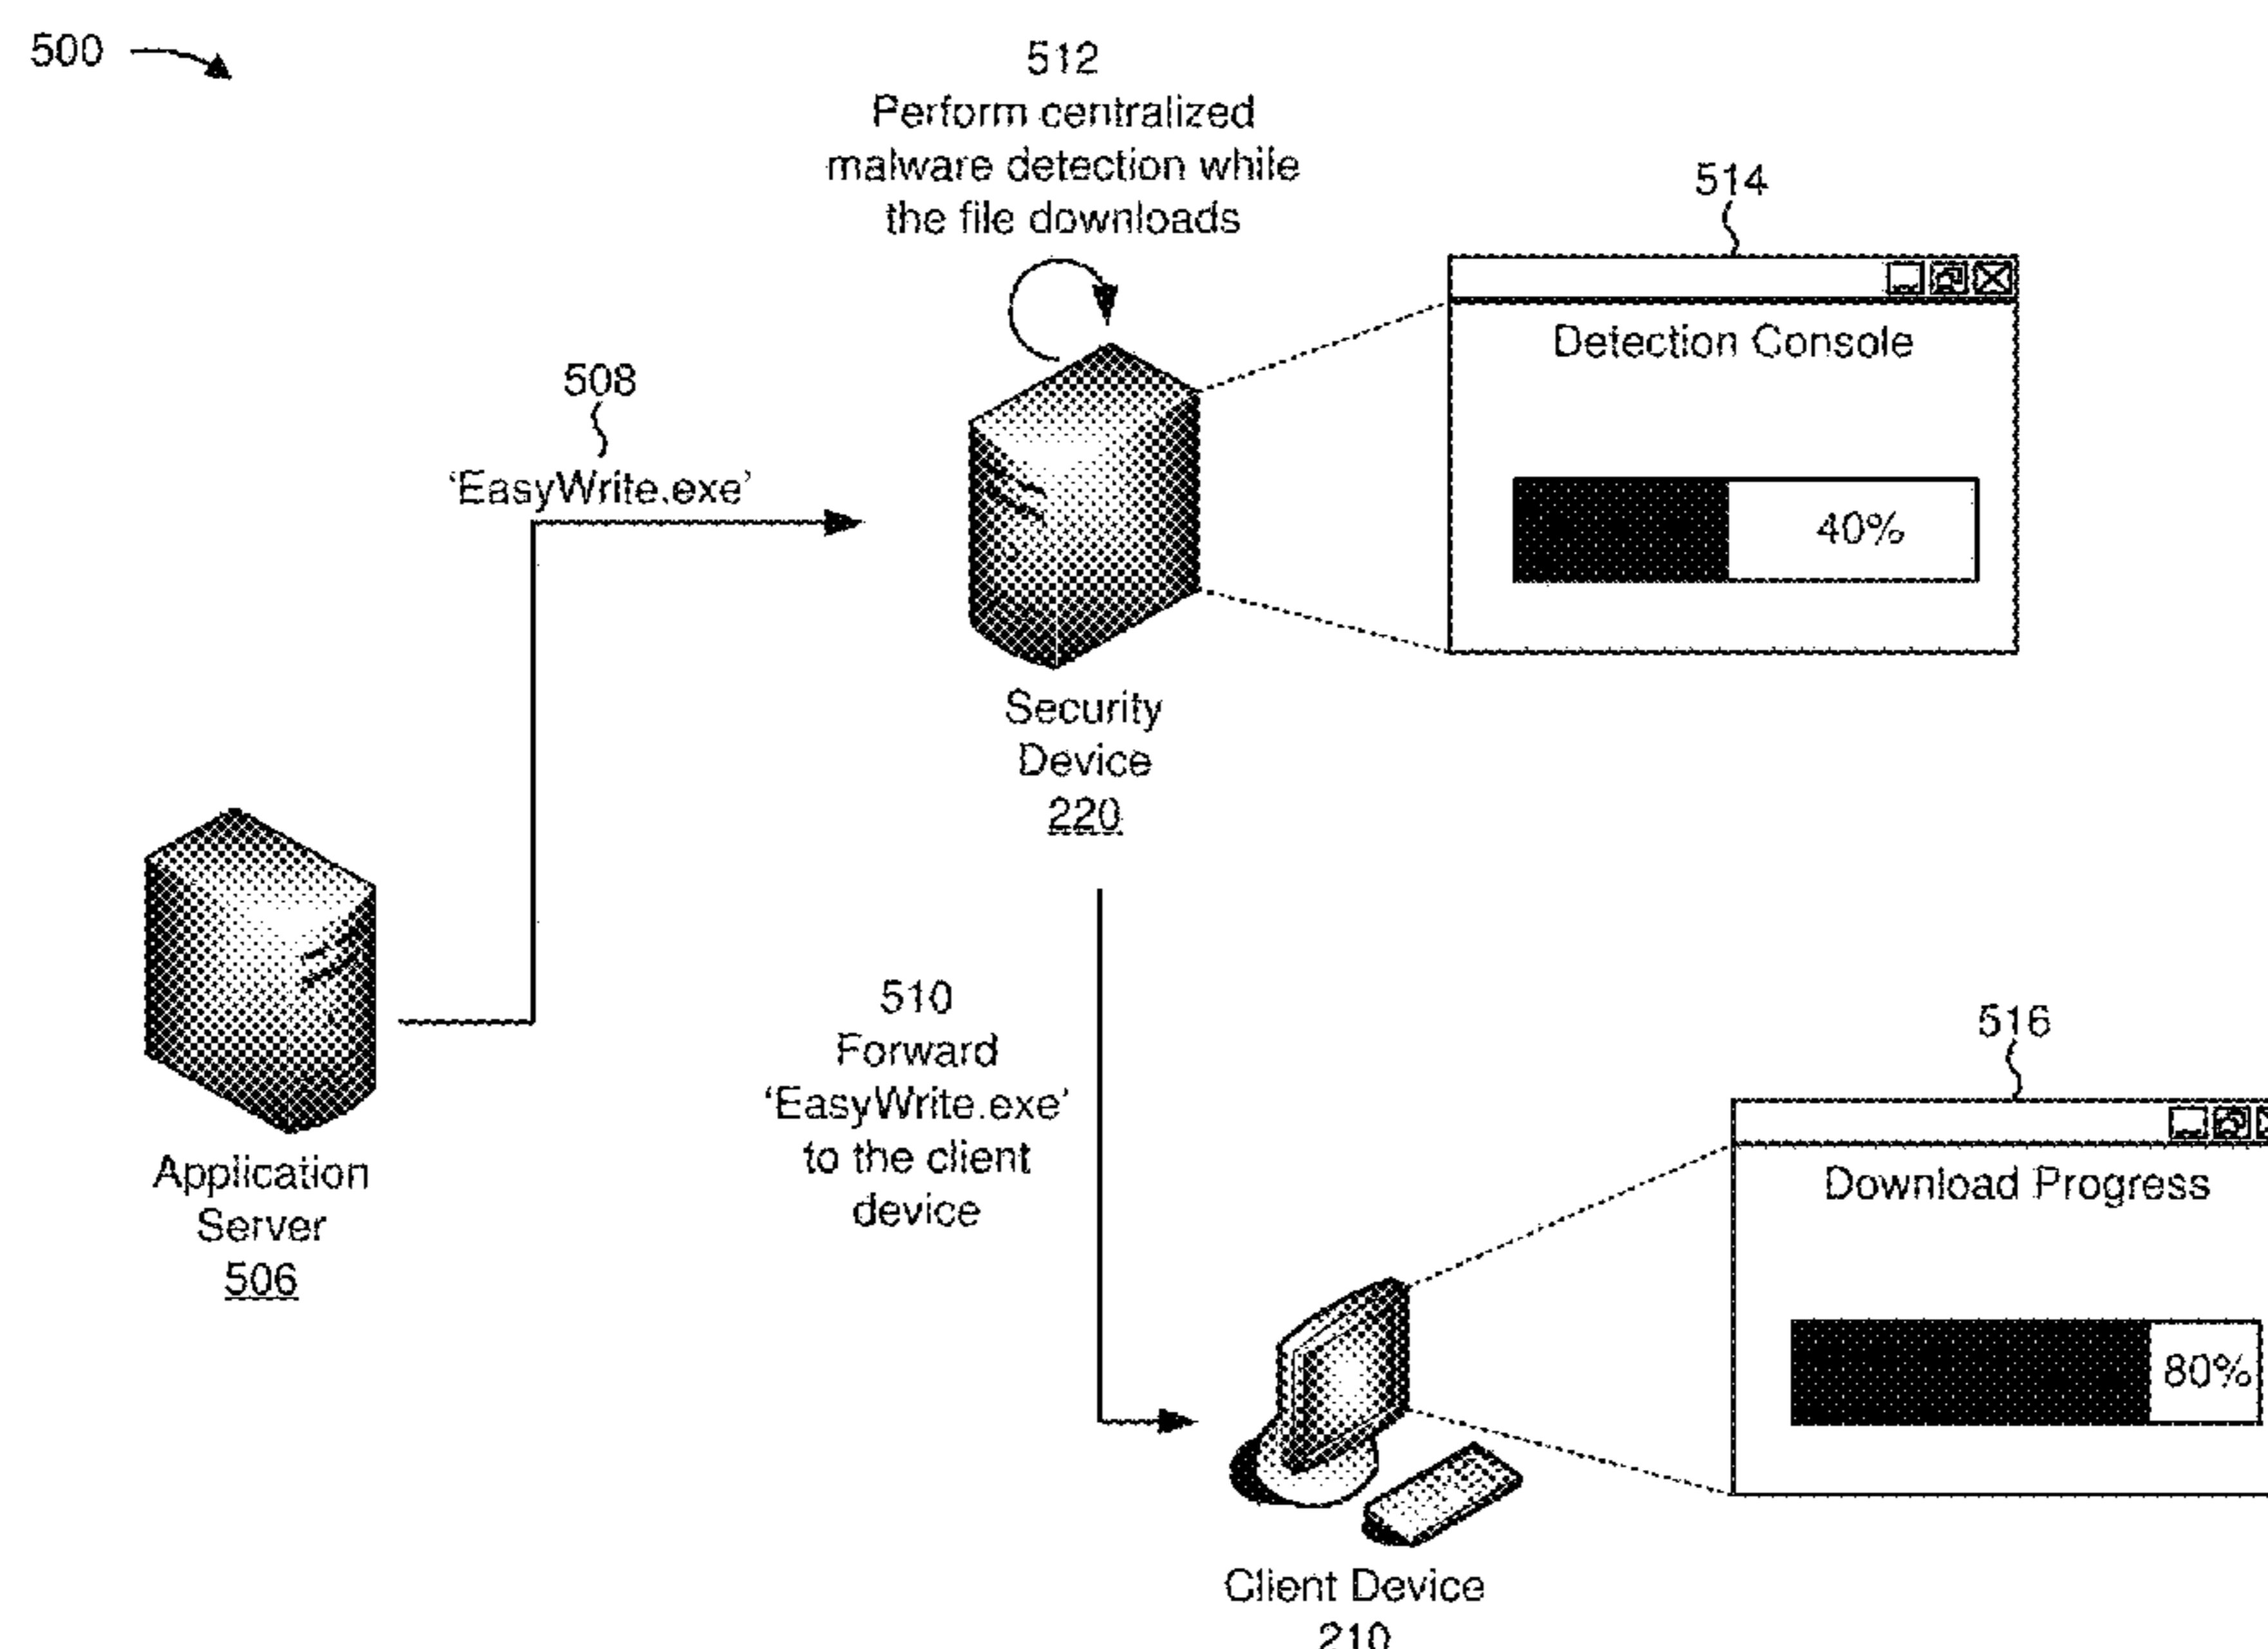 500
512
Perform centralized
malware detection while
the file downloads
514
Detection Console
40%
508
‘EasyWrite.exe’
Security
Device
220
Application
Server
506
510
Forward
‘EasyWrite.exe’
to the client
device
516
Download Progress
80%
Client Device
210